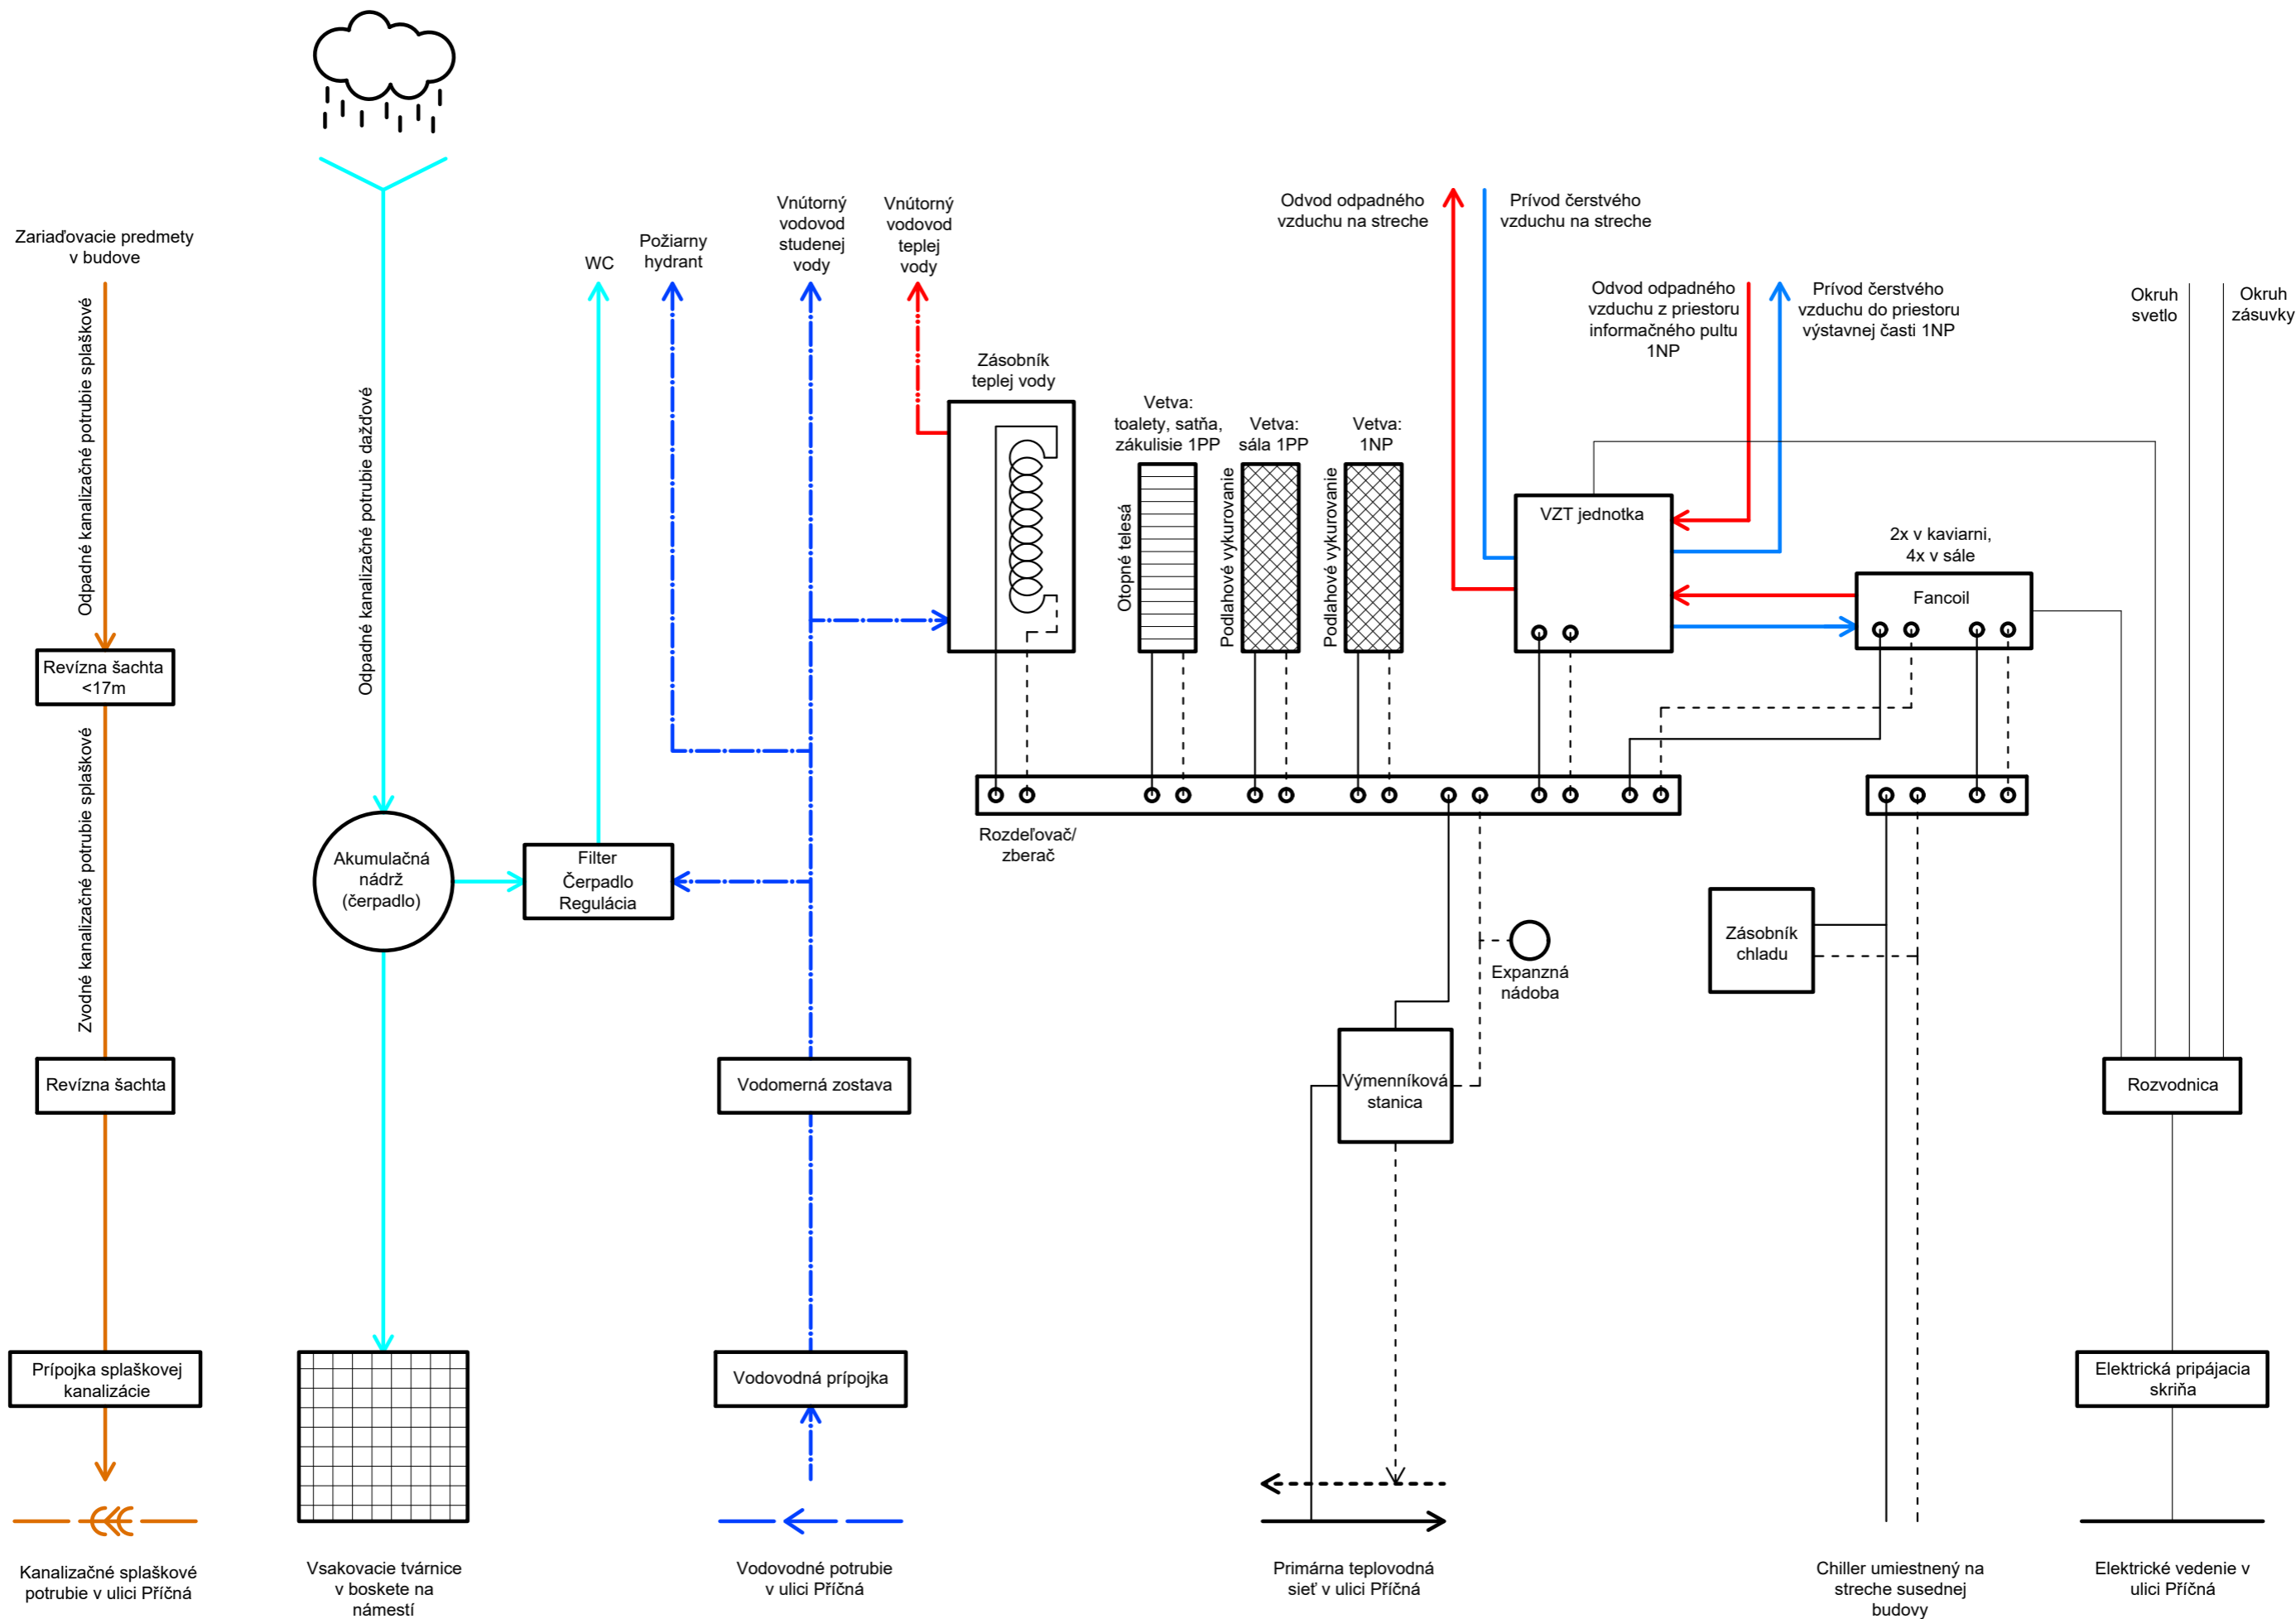 Zariaďovacie predmety
v budove
Odpadné kanalizačné potrubie splaškové
Revízna šachta
<17m
Zvodné kanalizačné potrubie splaškové
Revízna šachta
Prípojka splaškovej
kanalizácie
Kanalizačné splaškové
potrubie v ulici Příčná
Odpadné kanalizačné potrubie dažďové
Akumulačná
nádrž
(čerpadlo)
Vsakovacie tvárnice
v boskete na
námestí
WC
Filter
Čerpadlo
Regulácia
Požiarny
hydrant
Vnútorný
vodovod
studenej
vody
Vnútorný
vodovod
teplej
vody
Vodomerná zostava
Vodovodná prípojka
Vodovodné potrubie
v ulici Příčná
Zásobník
teplej vody
Vetva:
toalety, satňa,
zákulisie 1PP
Otopné telesá
Vetva:
sála 1PP
Podlahové vykurovanie
Vetva:
1NP
Podlahové vykurovanie
Rozdeľovač/
zberač
Expanzná
nádoba
Výmenníková
stanica
Primárna teplovodná
sieť v ulici Příčná
Odvod odpadného
vzduchu na streche
Prívod čerstvého
vzduchu na streche
Odvod odpadného
vzduchu z priestoru
informačného pultu
1NP
Prívod čerstvého
vzduchu do priestoru
výstavnej časti 1NP
VZT jednotka
2x v kaviarni,
4x v sále
Fancoil
Zásobník
chladu
Chiller umiestnený na
streche susednej
budovy
Okruh
svetlo
Okruh
zásuvky
Rozvodnica
Elektrická pripájacia
skriňa
Elektrické vedenie v
ulici Příčná